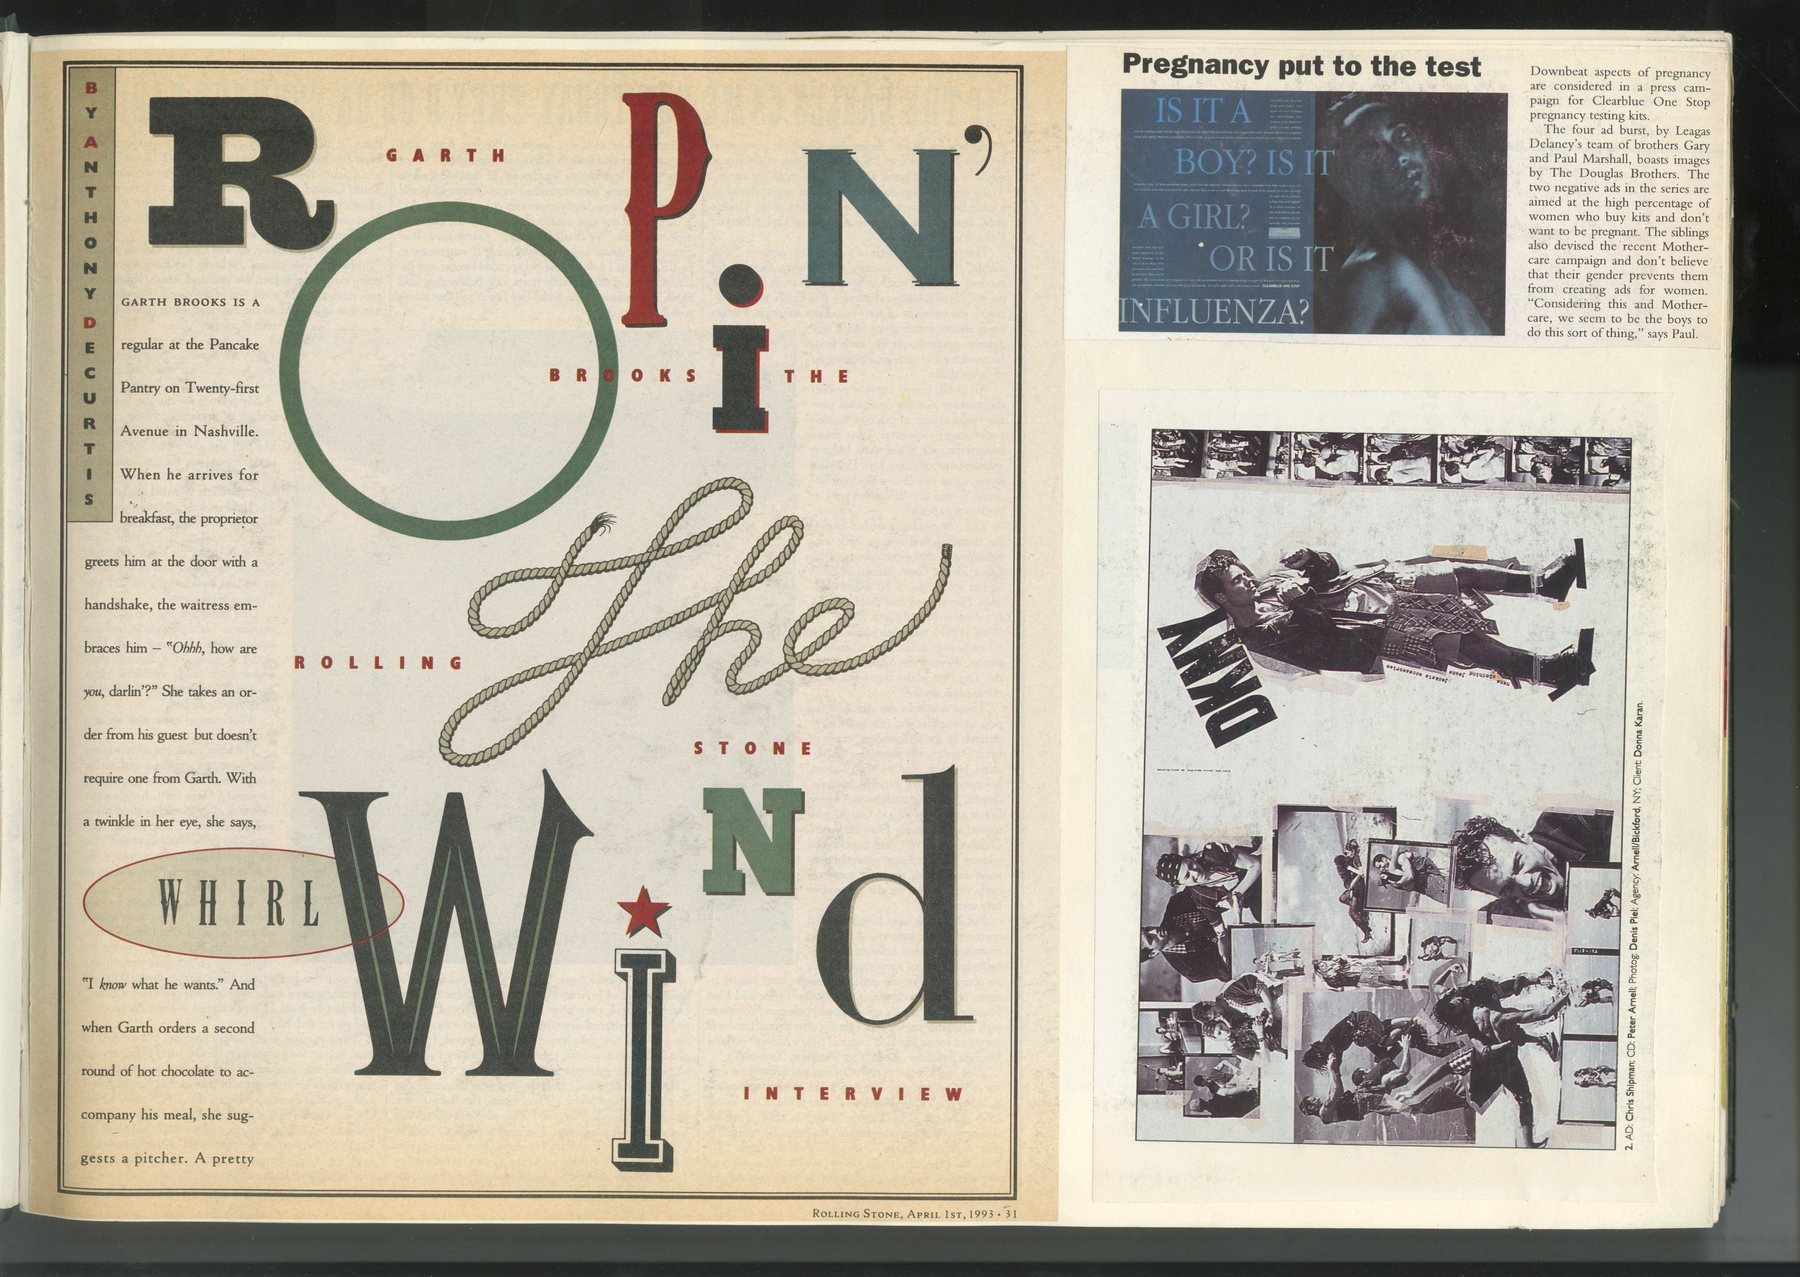 BY ANTHONY DECURTIS
ROPiN'
GARTH
BROOKS THE
the
ROLLING
STONE
WHIRLWINd
INTERVIEW
GARTH BROOKS IS A
regular at the Pancake
Pantry on Twenty-first
Avenue in Nashville.
When he arrives for
breakfast, the proprietor
greets him at the door with a
handshake, the waitress em-
braces him – "Ohhh, how are
you, darlin'?" She takes an or-
der from his guest but doesn't
require one from Garth. With
a twinkle in her eye, she says,
"I know what he wants." And
when Garth orders a second
round of hot chocolate to ac-
company his meal, she sug-
gests a pitcher. A pretty
ROLLING STONE, APRIL 1ST, 1993 • 31
Pregnancy put to the test
IS IT A
BOY? IS IT
A GIRL?
OR IS IT
INFLUENZA?
CLEARBLUE ONE STOP
Downbeat aspects of pregnancy
are considered in a press cam-
paign for Clearblue One Stop
pregnancy testing kits.
The four ad burst, by Leagas
Delaney's team of brothers Gary
and Paul Marshall, boasts images
by The Douglas Brothers. The
two negative ads in the series are
aimed at the high percentage of
women who buy kits and don't
want to be pregnant. The siblings
also devised the recent Mother-
care campaign and don't believe
that their gender prevents them
from creating ads for women.
"Considering this and Mother-
care, we seem to be the boys to
do this sort of thing," says Paul.
DKNY
mens clothing jeans
jackets accessories
2. AD: Chris Shipman; CD: Peter Arnell; Photog: Denis Piel; Agency: Arnell/Bickford, NY; Client: Donna Karan.